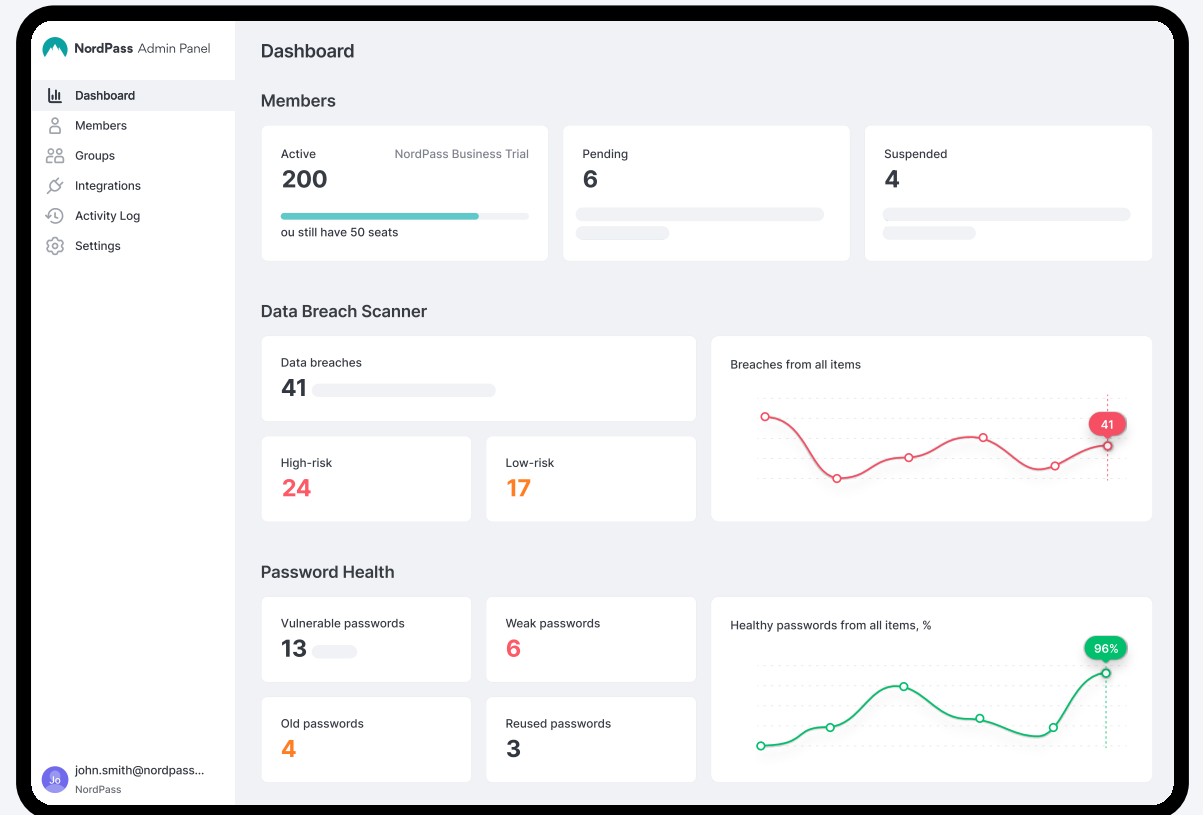 NordPass Admin Panel
Dashboard
Members
Groups
Integrations
Activity Log
Settings
Jo
john.smith@nordpass...
NordPass
Dashboard
Members
Active
NordPass Business Trial
200
ou still have 50 seats
Pending
6
Suspended
4
Data Breach Scanner
Data breaches
41
High-risk
24
Low-risk
17
Breaches from all items
41
Password Health
Vulnerable passwords
13
Weak passwords
6
Old passwords
4
Reused passwords
3
Healthy passwords from all items, %
96%